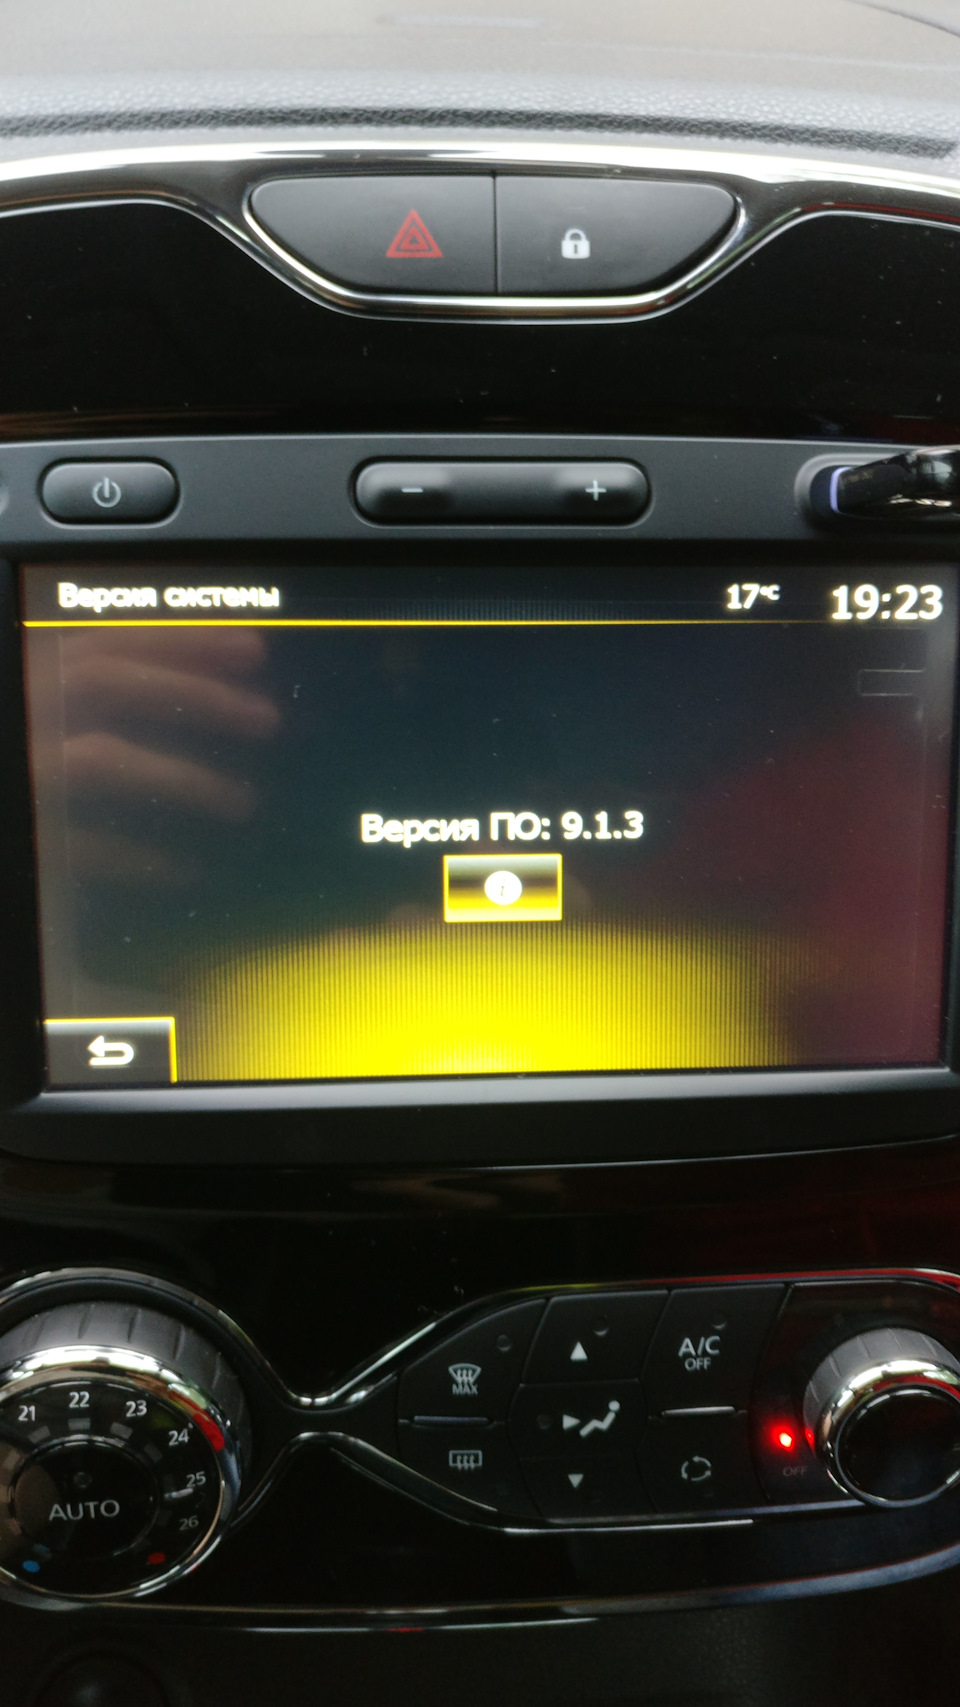 Версия системы
17°C
19:23
Версия ПО: 9.1.3
MAX
A/C
OFF
OFF
21
22
23
24
25
26
AUTO